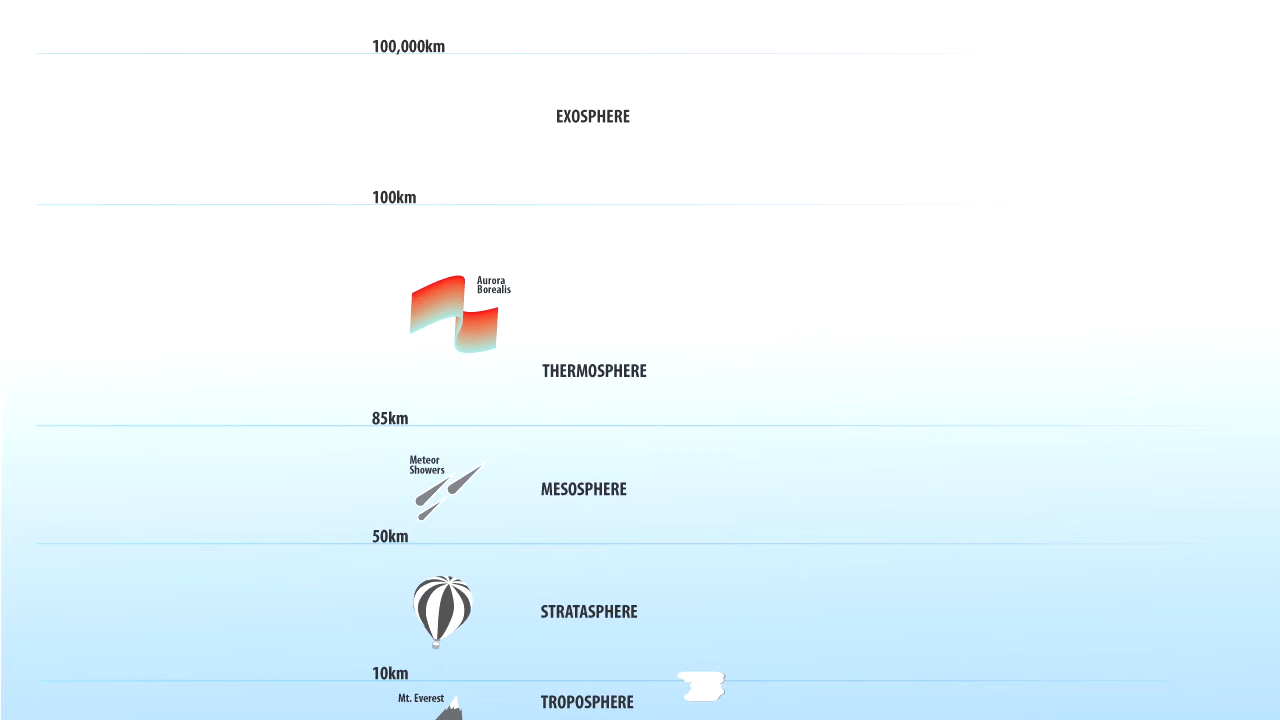 100,000km
EXOSPHERE
100km
Aurora
Borealis
THERMOSPHERE
85km
Meteor
Showers
MESOSPHERE
50km
STRATASPHERE
10km
Mt. Everest
TROPOSPHERE